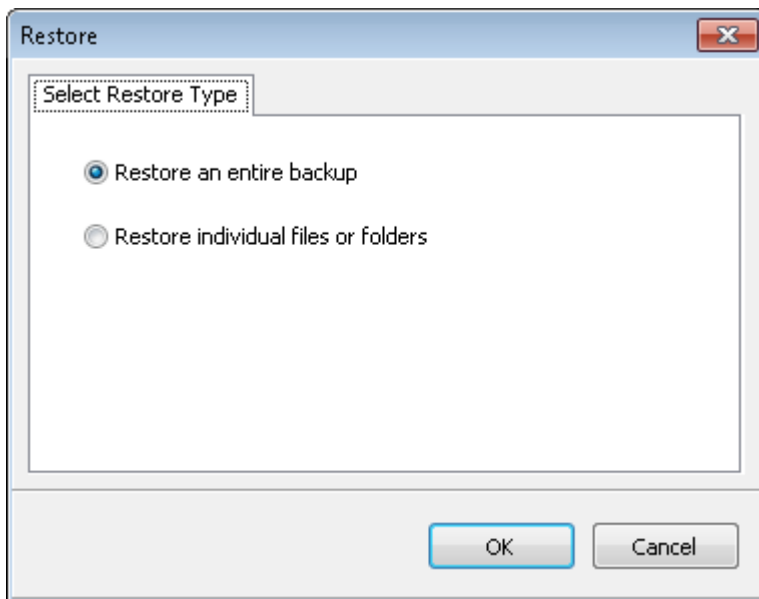 Restore
Select Restore Type
Restore an entire backup
Restore individual files or folders
OK
Cancel